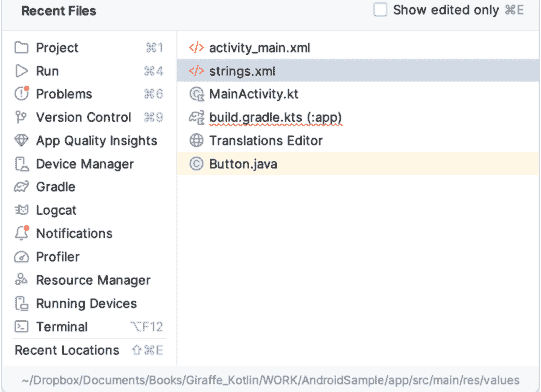 Recent Files
Show edited only ⌘E
Project ⌘1
Run ⌘4
Problems ⌘6
Version Control ⌘9
App Quality Insights
Device Manager
Gradle
Logcat
Notifications
Profiler
Resource Manager
Running Devices
Terminal ⌥F12
Recent Locations ⇧⌘E
activity_main.xml
strings.xml
MainActivity.kt
build.gradle.kts (:app)
Translations Editor
Button.java
~/Dropbox/Documents/Books/Giraffe_Kotlin/WORK/AndroidSample/app/src/main/res/values